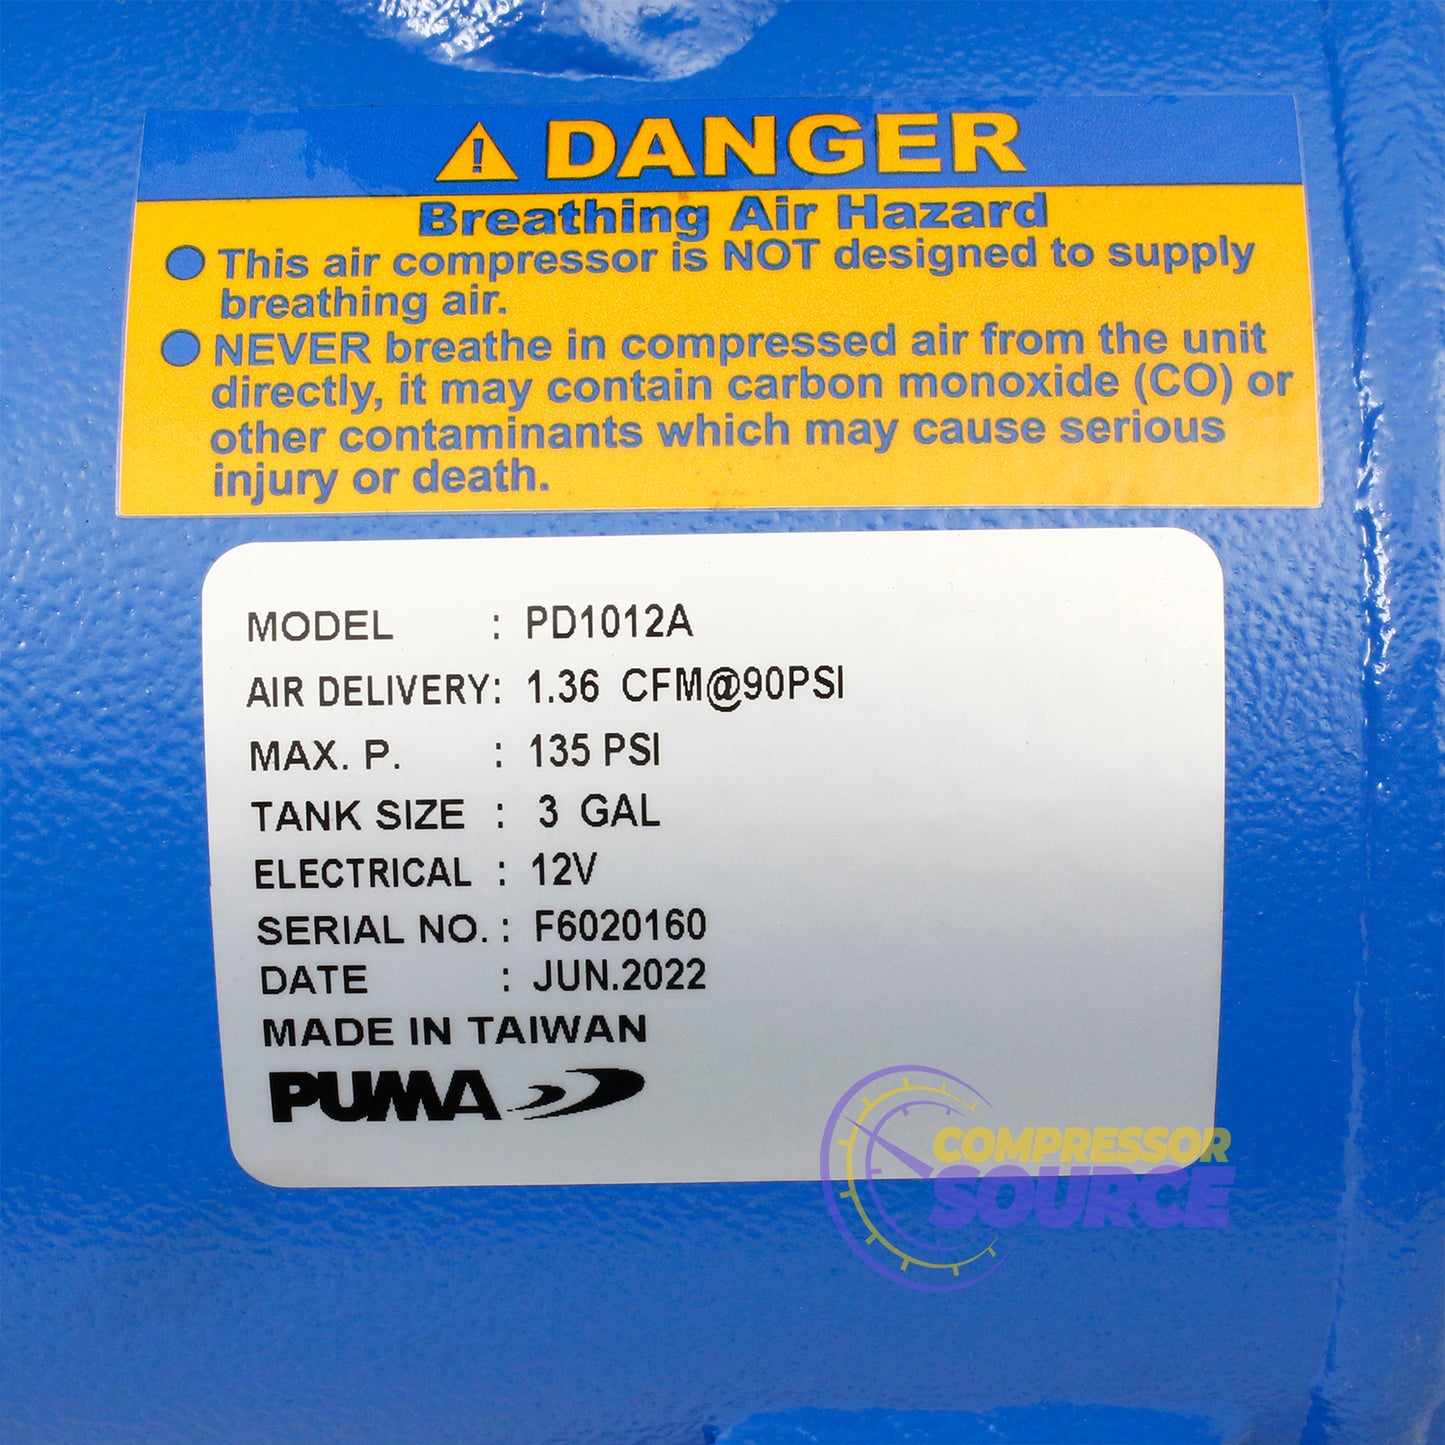 DANGER
Breathing Air Hazard
This air compressor is NOT designed to supply
breathing air.
NEVER breathe in compressed air from the unit
directly, it may contain carbon monoxide (CO) or
other contaminants which may cause serious
injury or death.
MODEL : PD1012A
AIR DELIVERY: 1.36 CFM@90PSI
MAX. P. : 135 PSI
TANK SIZE : 3 GAL
ELECTRICAL : 12V
SERIAL NO. : F6020160
DATE : JUN.2022
MADE IN TAIWAN
PUMA
COMPRESSOR
SOURCE